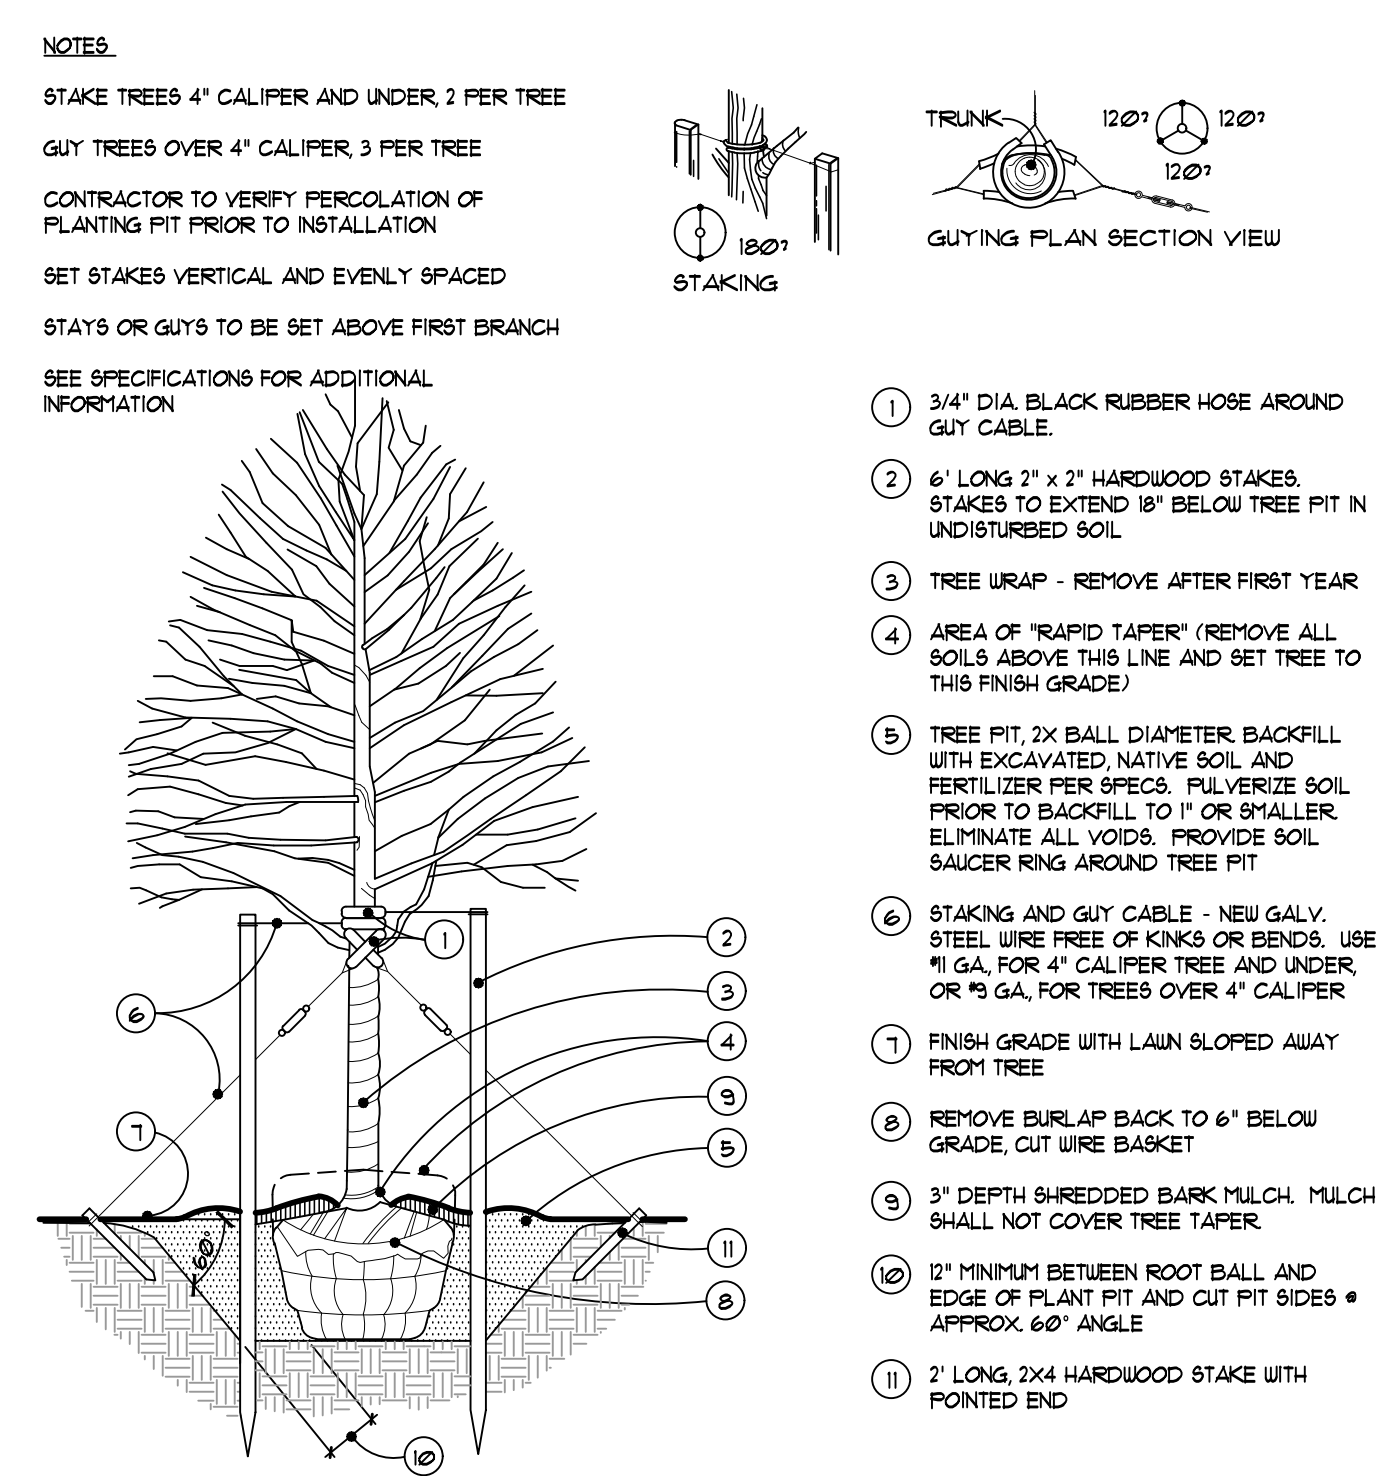 NOTES
STAKE TREES 4" CALIPER AND UNDER, 2 PER TREE
GUY TREES OVER 4" CALIPER, 3 PER TREE
CONTRACTOR TO VERIFY PERCOLATION OF
PLANTING PIT PRIOR TO INSTALLATION
SET STAKES VERTICAL AND EVENLY SPACED
STAYS OR GUYS TO BE SET ABOVE FIRST BRANCH
SEE SPECIFICATIONS FOR ADDITIONAL
INFORMATION
180?
STAKING
TRUNK
120?
120?
120?
GUYING PLAN SECTION VIEW
1 3/4" DIA. BLACK RUBBER HOSE AROUND
GUY CABLE.
2 6' LONG 2" x 2" HARDWOOD STAKES.
STAKES TO EXTEND 18" BELOW TREE PIT IN
UNDISTURBED SOIL
3 TREE WRAP - REMOVE AFTER FIRST YEAR
4 AREA OF "RAPID TAPER" (REMOVE ALL
SOILS ABOVE THIS LINE AND SET TREE TO
THIS FINISH GRADE)
5 TREE PIT, 2X BALL DIAMETER. BACKFILL
WITH EXCAVATED, NATIVE SOIL AND
FERTILIZER PER SPECS. PULVERIZE SOIL
PRIOR TO BACKFILL TO 1" OR SMALLER.
ELIMINATE ALL VOIDS. PROVIDE SOIL
SAUCER RING AROUND TREE PIT
6 STAKING AND GUY CABLE - NEW GALV.
STEEL WIRE FREE OF KINKS OR BENDS. USE
#11 GA., FOR 4" CALIPER TREE AND UNDER,
OR #9 GA., FOR TREES OVER 4" CALIPER
7 FINISH GRADE WITH LAWN SLOPED AWAY
FROM TREE
8 REMOVE BURLAP BACK TO 6" BELOW
GRADE, CUT WIRE BASKET
9 3" DEPTH SHREDDED BARK MULCH. MULCH
SHALL NOT COVER TREE TAPER.
10 12" MINIMUM BETWEEN ROOT BALL AND
EDGE OF PLANT PIT AND CUT PIT SIDES @
APPROX. 60° ANGLE
11 2' LONG, 2X4 HARDWOOD STAKE WITH
POINTED END
1
2
3
6
4
9
7
5
60°
11
8
10